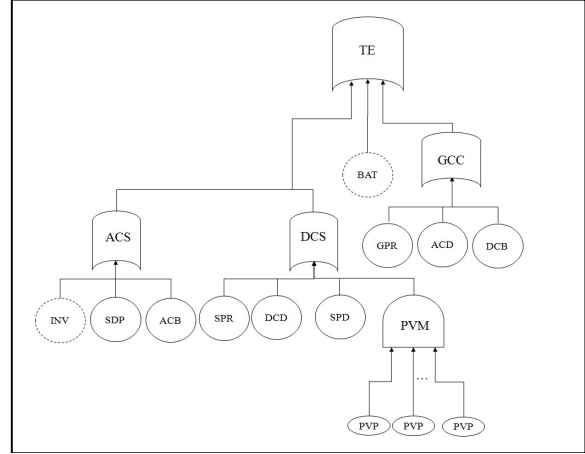 TE
BAT
GCC
GPR
ACD
DCB
ACS
DCS
INV
SDP
ACB
SPR
DCD
SPD
PVM
...
PVP
PVP
PVP